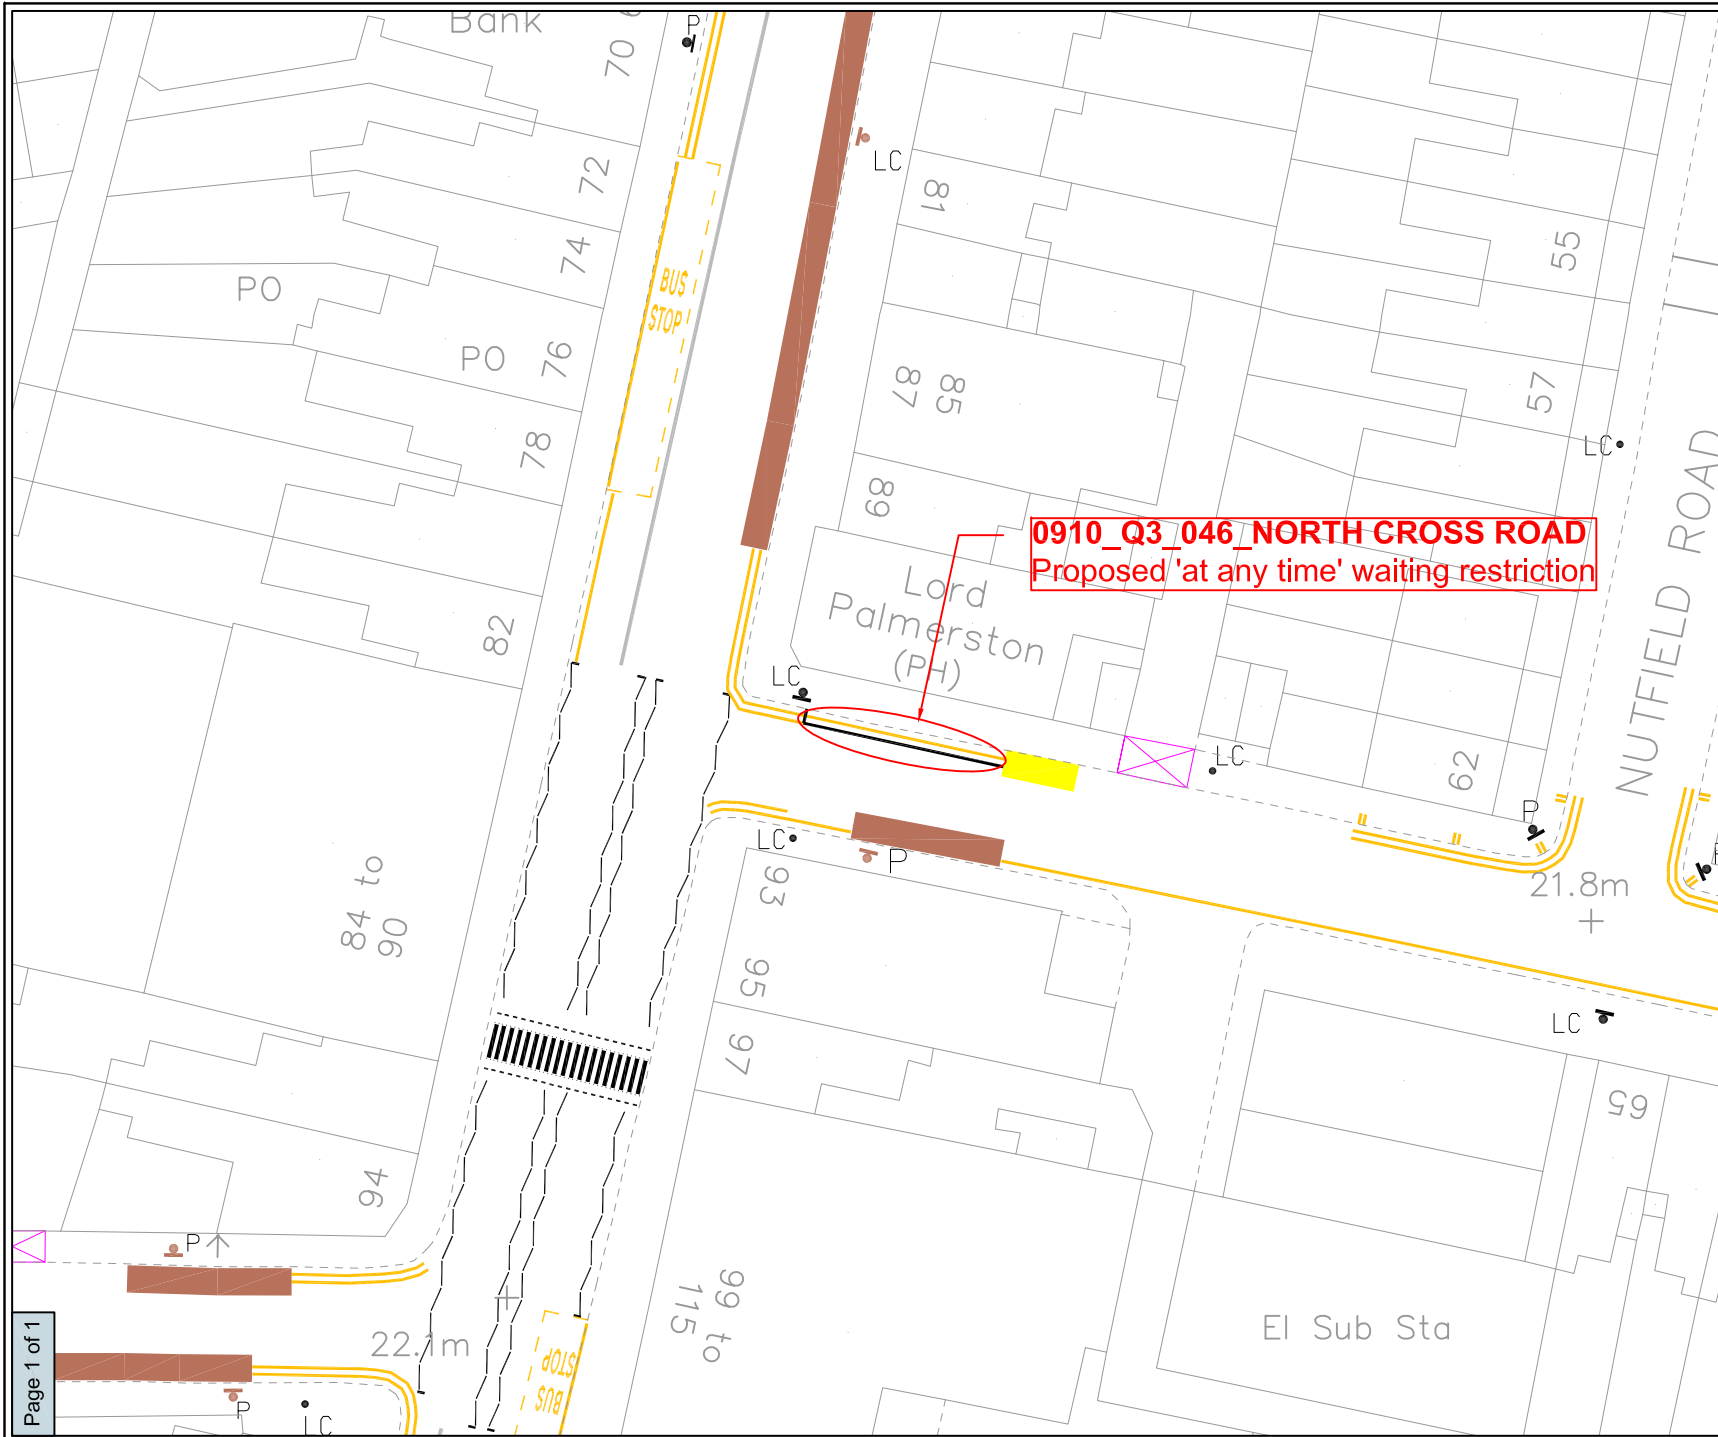 Bank
70
P
LC
72
81
74
55
BUS
STOP
PO
PO
76
85
87
57
78
LC
89
0910_Q3_046_NORTH CROSS ROAD
Proposed 'at any time' waiting restriction
Lord
Palmerston
(PH)
82
NUTFIELD ROAD
LC
LC
62
P
LC
P
93
21.8m
84 to
90
95
97
LC
65
94
P
99 to
115
22.1m
El Sub Sta
BUS
STOP
P
LC
Page 1 of 1